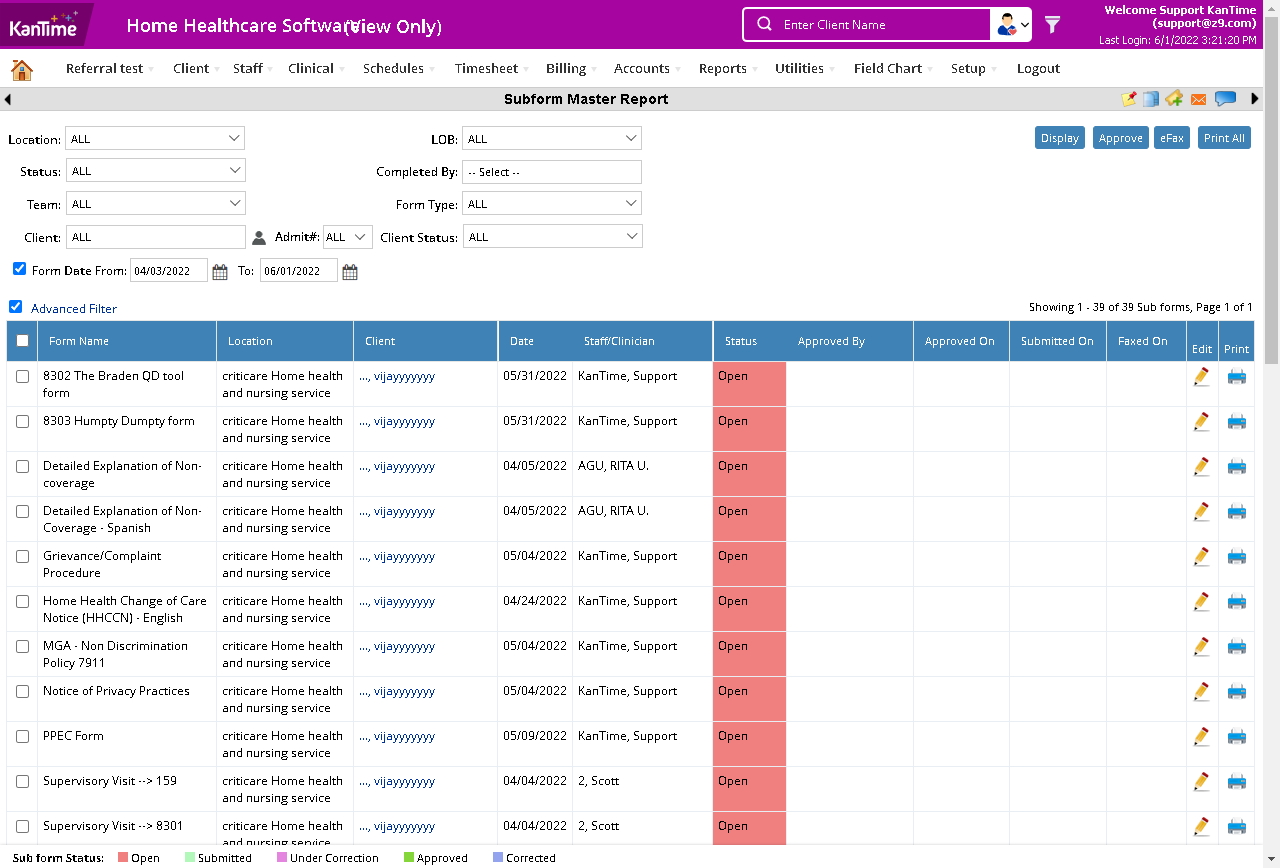 KanTime
Home Healthcare Software
(View Only)
Enter Client Name
Welcome Support KanTime
(support@z9.com)
Last Login: 6/1/2022 3:21:20 PM
Referral test Client Staff Clinical Schedules Timesheet Billing Accounts Reports Utilities Field Chart Setup Logout
Subform Master Report
Location: ALL LOB: ALL Display Approve eFax Print All
Status: ALL Completed By: -- Select --
Team: ALL Form Type: ALL
Client: ALL Admit#: ALL Client Status: ALL
Form Date From: 04/03/2022 To: 06/01/2022
Advanced Filter Showing 1 - 39 of 39 Sub forms, Page 1 of 1
Form Name Location Client Date Staff/Clinician Status Approved By Approved On Submitted On Faxed On Edit Print
8302 The Braden QD tool criticare Home health ..., vijayyyyyyy 05/31/2022 KanTime, Support Open
form and nursing service
8303 Humpty Dumpty form criticare Home health ..., vijayyyyyyy 05/31/2022 KanTime, Support Open
and nursing service
Detailed Explanation of Non- criticare Home health ..., vijayyyyyyy 04/05/2022 AGU, RITA U. Open
coverage and nursing service
Detailed Explanation of Non- criticare Home health ..., vijayyyyyyy 04/05/2022 AGU, RITA U. Open
Coverage - Spanish and nursing service
Grievance/Complaint criticare Home health ..., vijayyyyyyy 05/04/2022 KanTime, Support Open
Procedure and nursing service
Home Health Change of Care criticare Home health ..., vijayyyyyyy 04/24/2022 KanTime, Support Open
Notice (HHCCN) - English and nursing service
MGA - Non Discrimination criticare Home health ..., vijayyyyyyy 05/04/2022 KanTime, Support Open
Policy 7911 and nursing service
Notice of Privacy Practices criticare Home health ..., vijayyyyyyy 05/04/2022 KanTime, Support Open
and nursing service
PPEC Form criticare Home health ..., vijayyyyyyy 05/09/2022 KanTime, Support Open
and nursing service
Supervisory Visit --> 159 criticare Home health ..., vijayyyyyyy 04/04/2022 2, Scott Open
and nursing service
Supervisory Visit --> 8301 criticare Home health ..., vijayyyyyyy 04/04/2022 2, Scott Open
and nursing service
Sub form Status: Open Submitted Under Correction Approved Corrected